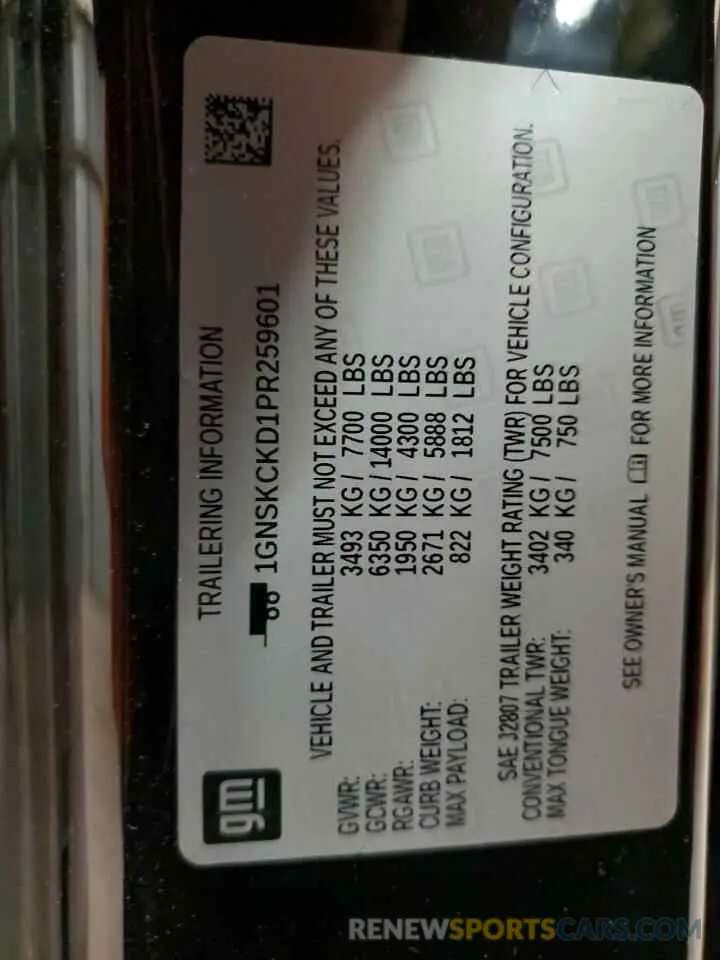 gm
TRAILERING INFORMATION
1GNSKCKD1PR259601
VEHICLE AND TRAILER MUST NOT EXCEED ANY OF THESE VALUES.
GVWR: 3493 KG / 7700 LBS
GCWR: 6350 KG / 14000 LBS
RGAWR: 1950 KG / 4300 LBS
CURB WEIGHT: 2671 KG / 5888 LBS
MAX PAYLOAD: 822 KG / 1812 LBS
SAE J2807 TRAILER WEIGHT RATING (TWR) FOR VEHICLE CONFIGURATION.
CONVENTIONAL TWR: 3402 KG / 7500 LBS
MAX TONGUE WEIGHT: 340 KG / 750 LBS
SEE OWNER'S MANUAL FOR MORE INFORMATION
RENEWSPORTSCARS.COM